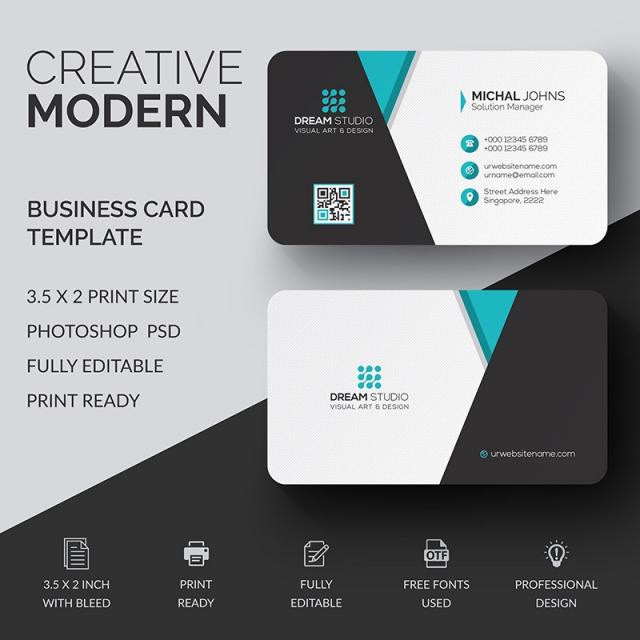 CREATIVE
MODERN
BUSINESS CARD
TEMPLATE
3.5 X 2 PRINT SIZE
PHOTOSHOP PSD
FULLY EDITABLE
PRINT READY
DREAM STUDIO
VISUAL ART & DESIGN
MICHAL JOHNS
Solution Manager
+000 12345 6789
+000 12345 6789
urwebsitename.com
urname@email.com
Street Address Here
Singapore, 2222
DREAM STUDIO
VISUAL ART & DESIGN
urwebsitename.com
OTF
3.5 X 2 INCH
WITH BLEED
PRINT
READY
FULLY
EDITABLE
FREE FONTS
USED
PROFESSIONAL
DESIGN